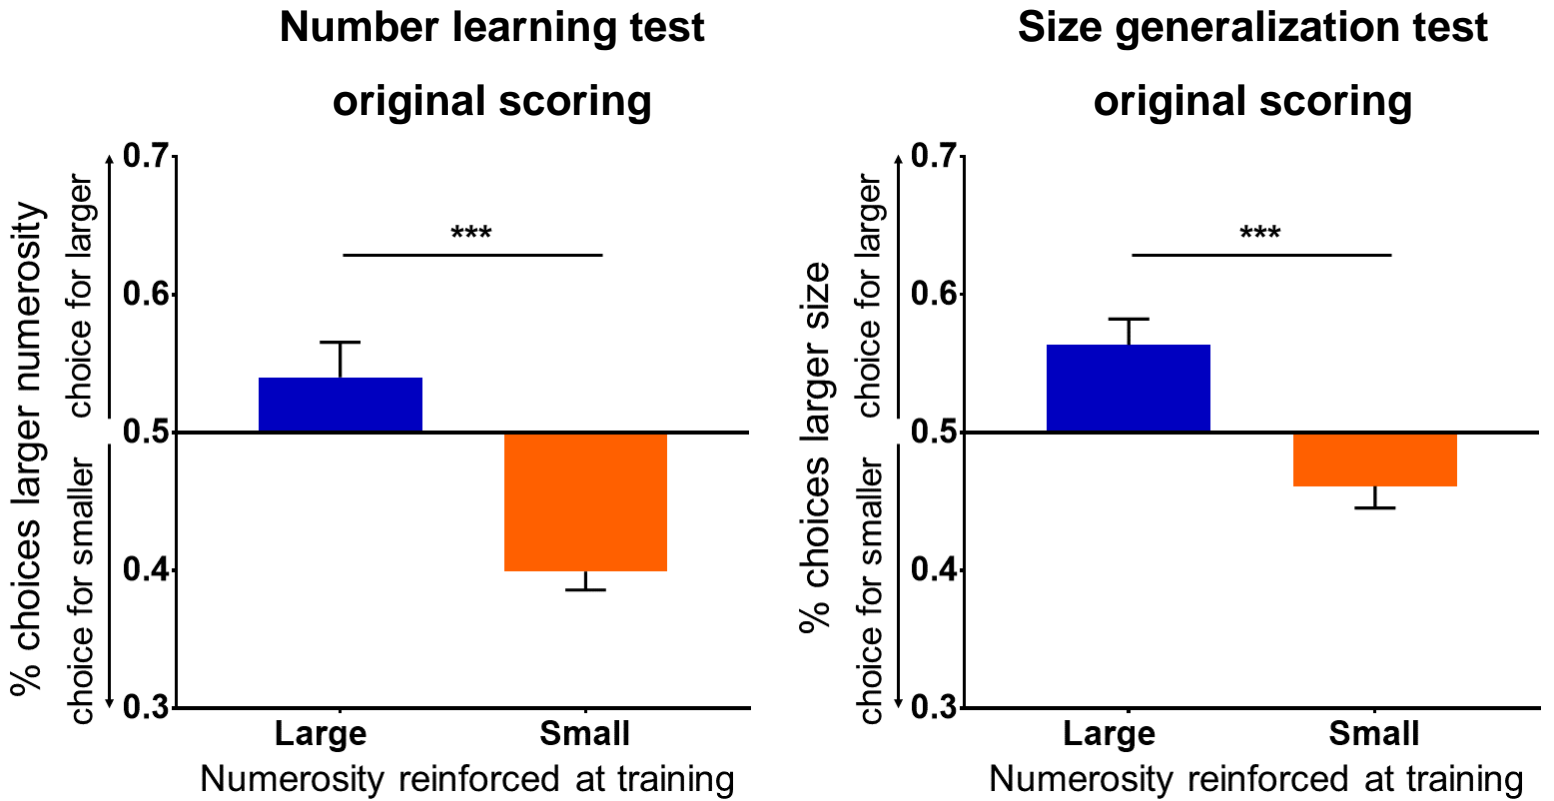 Number learning test
original scoring
% choices larger numerosity
choice for larger
choice for smaller
0.7
0.6
0.5
0.4
0.3
***
Large
Small
Numerosity reinforced at training
Size generalization test
original scoring
% choices larger size
choice for larger
choice for smaller
0.7
0.6
0.5
0.4
0.3
***
Large
Small
Numerosity reinforced at training